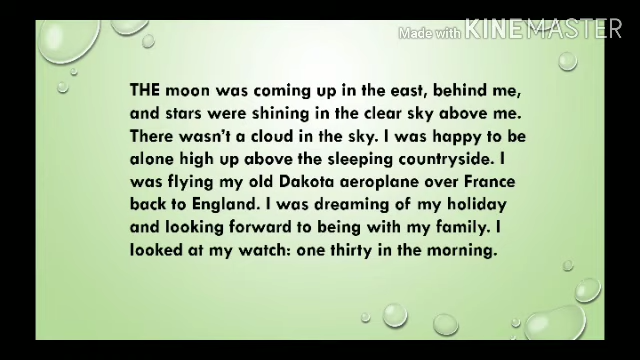 Made with KINEMASTER
THE moon was coming up in the east, behind me,
and stars were shining in the clear sky above me.
There wasn't a cloud in the sky. I was happy to be
alone high up above the sleeping countryside. I
was flying my old Dakota aeroplane over France
back to England. I was dreaming of my holiday
and looking forward to being with my family. I
looked at my watch: one thirty in the morning.